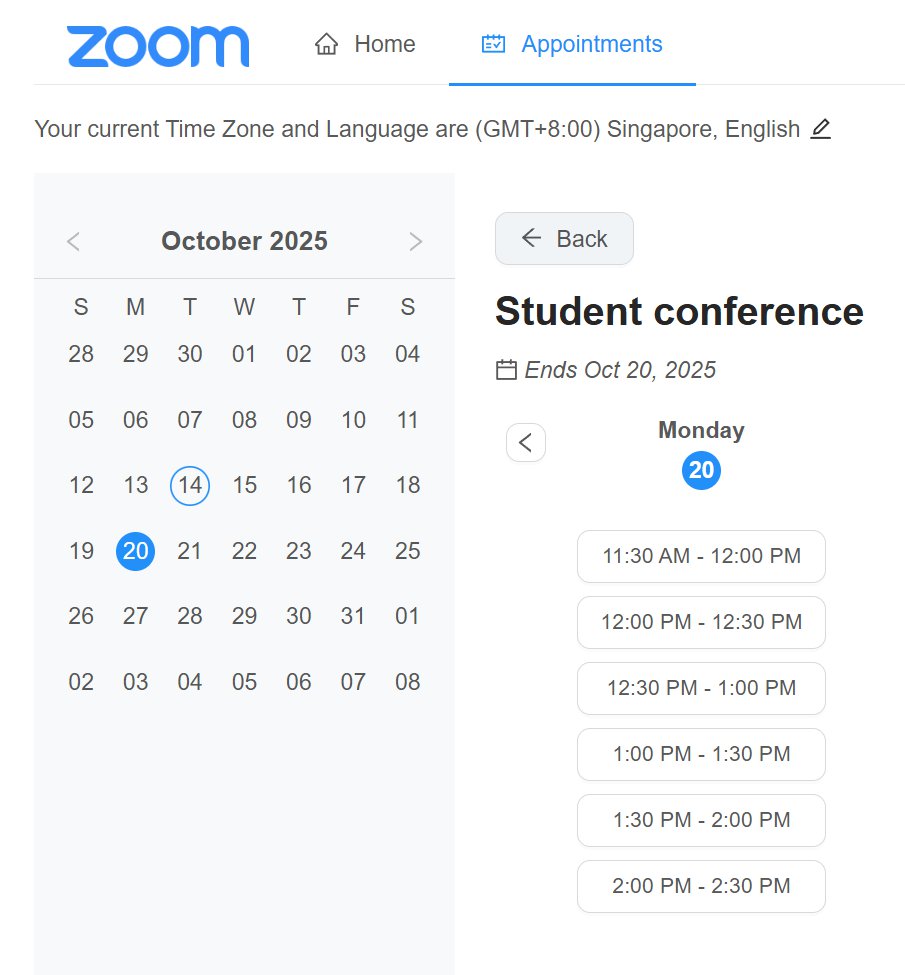 zoom Home Appointments
Your current Time Zone and Language are (GMT+8:00) Singapore, English
October 2025
S M T W T F S
28 29 30 01 02 03 04
05 06 07 08 09 10 11
12 13 14 15 16 17 18
19 20 21 22 23 24 25
26 27 28 29 30 31 01
02 03 04 05 06 07 08
Back
Student conference
Ends Oct 20, 2025
Monday
20
11:30 AM - 12:00 PM
12:00 PM - 12:30 PM
12:30 PM - 1:00 PM
1:00 PM - 1:30 PM
1:30 PM - 2:00 PM
2:00 PM - 2:30 PM